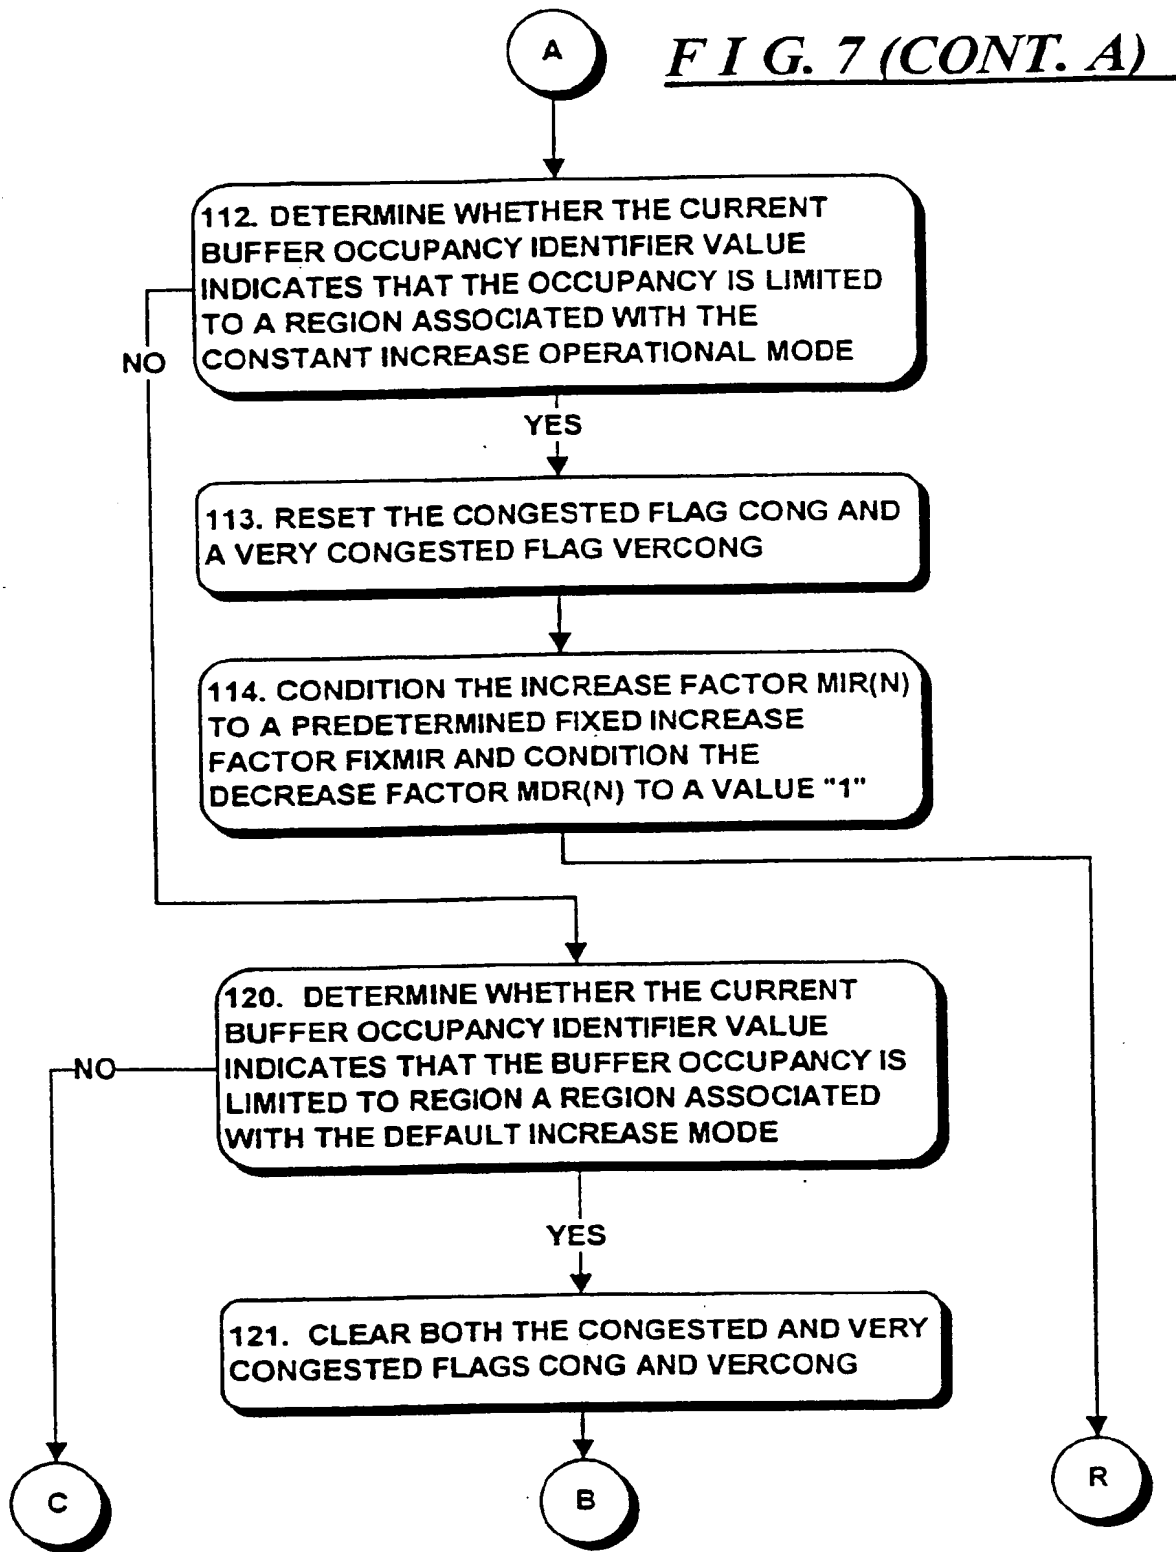 A
F I G. 7 (CONT. A)
112. DETERMINE WHETHER THE CURRENT
BUFFER OCCUPANCY IDENTIFIER VALUE
INDICATES THAT THE OCCUPANCY IS LIMITED
TO A REGION ASSOCIATED WITH THE
CONSTANT INCREASE OPERATIONAL MODE
NO
YES
113. RESET THE CONGESTED FLAG CONG AND
A VERY CONGESTED FLAG VERCONG
114. CONDITION THE INCREASE FACTOR MIR(N)
TO A PREDETERMINED FIXED INCREASE
FACTOR FIXMIR AND CONDITION THE
DECREASE FACTOR MDR(N) TO A VALUE "1"
120. DETERMINE WHETHER THE CURRENT
BUFFER OCCUPANCY IDENTIFIER VALUE
INDICATES THAT THE BUFFER OCCUPANCY IS
LIMITED TO REGION A REGION ASSOCIATED
WITH THE DEFAULT INCREASE MODE
NO
YES
121. CLEAR BOTH THE CONGESTED AND VERY
CONGESTED FLAGS CONG AND VERCONG
C
B
R